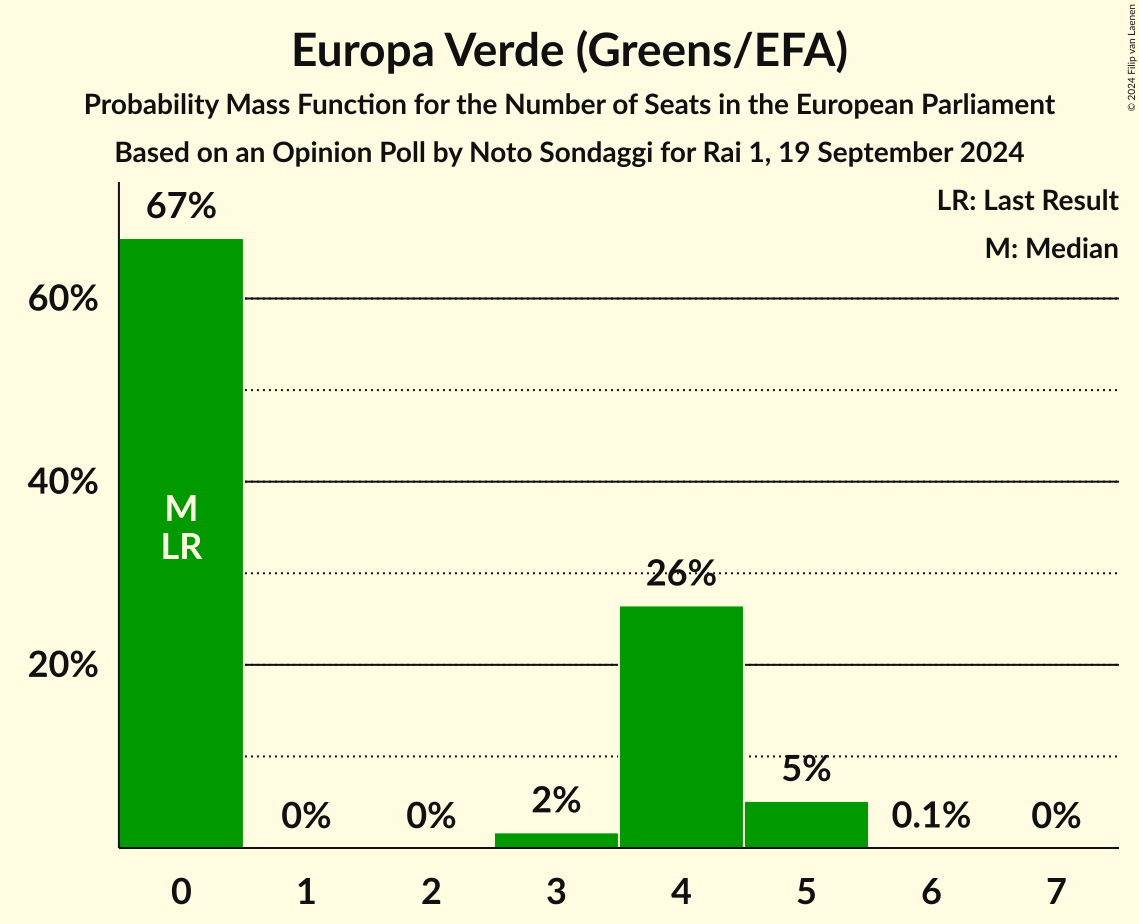 Europa Verde (Greens/EFA)
Probability Mass Function for the Number of Seats in the European Parliament
Based on an Opinion Poll by Noto Sondaggi for Rai 1, 19 September 2024
© 2024 Filip van Laenen
LR: Last Result
M: Median
67%
60%
40%
20%
M
LR
0%
0%
2%
26%
5%
0.1%
0%
0 1 2 3 4 5 6 7